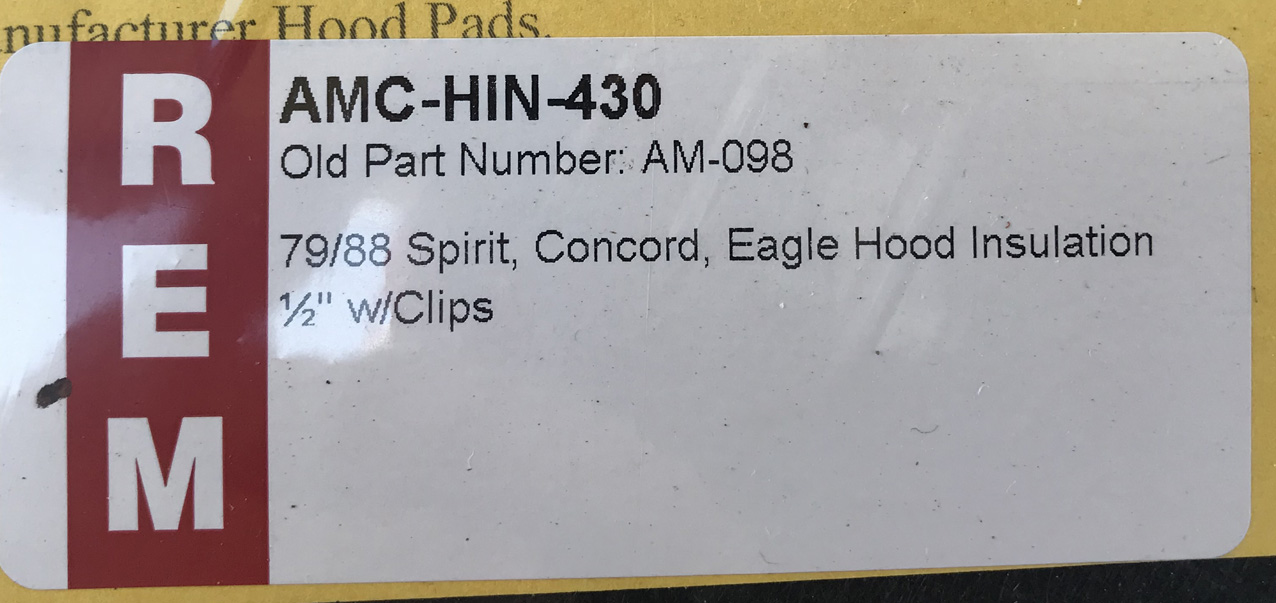 nufacturer Hood Pads.
REM
AMC-HIN-430
Old Part Number: AM-098
79/88 Spirit, Concord, Eagle Hood Insulation
½" w/Clips